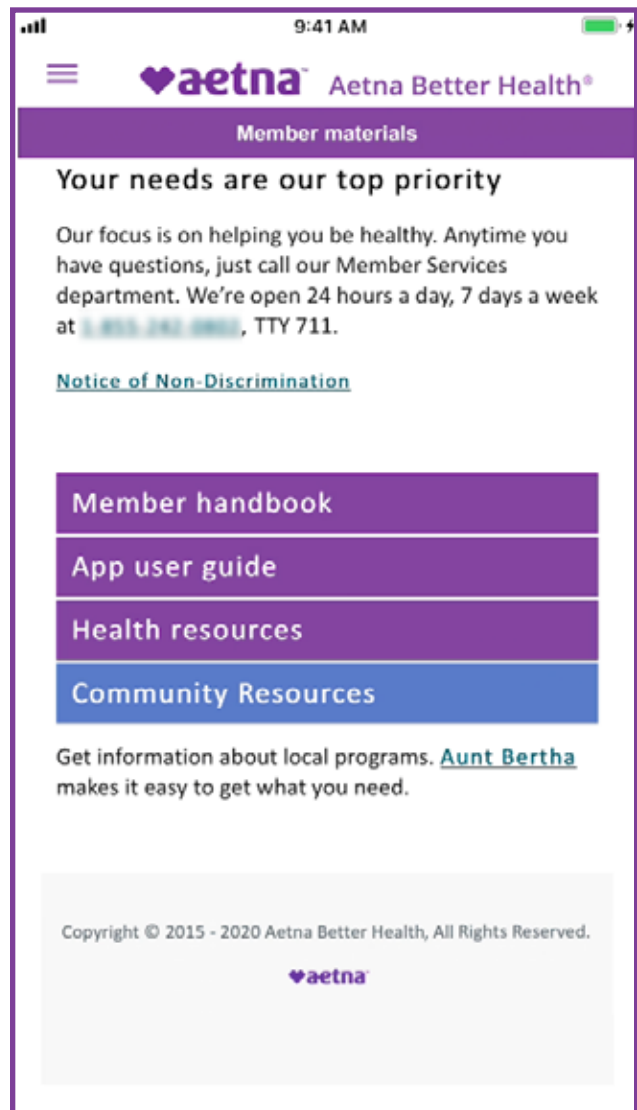 9:41 AM
aetna™ Aetna Better Health®
Member materials
Your needs are our top priority
Our focus is on helping you be healthy. Anytime you
have questions, just call our Member Services
department. We’re open 24 hours a day, 7 days a week
at , TTY 711.
Notice of Non-Discrimination
Member handbook
App user guide
Health resources
Community Resources
Get information about local programs. Aunt Bertha
makes it easy to get what you need.
Copyright © 2015 - 2020 Aetna Better Health, All Rights Reserved.
aetna™